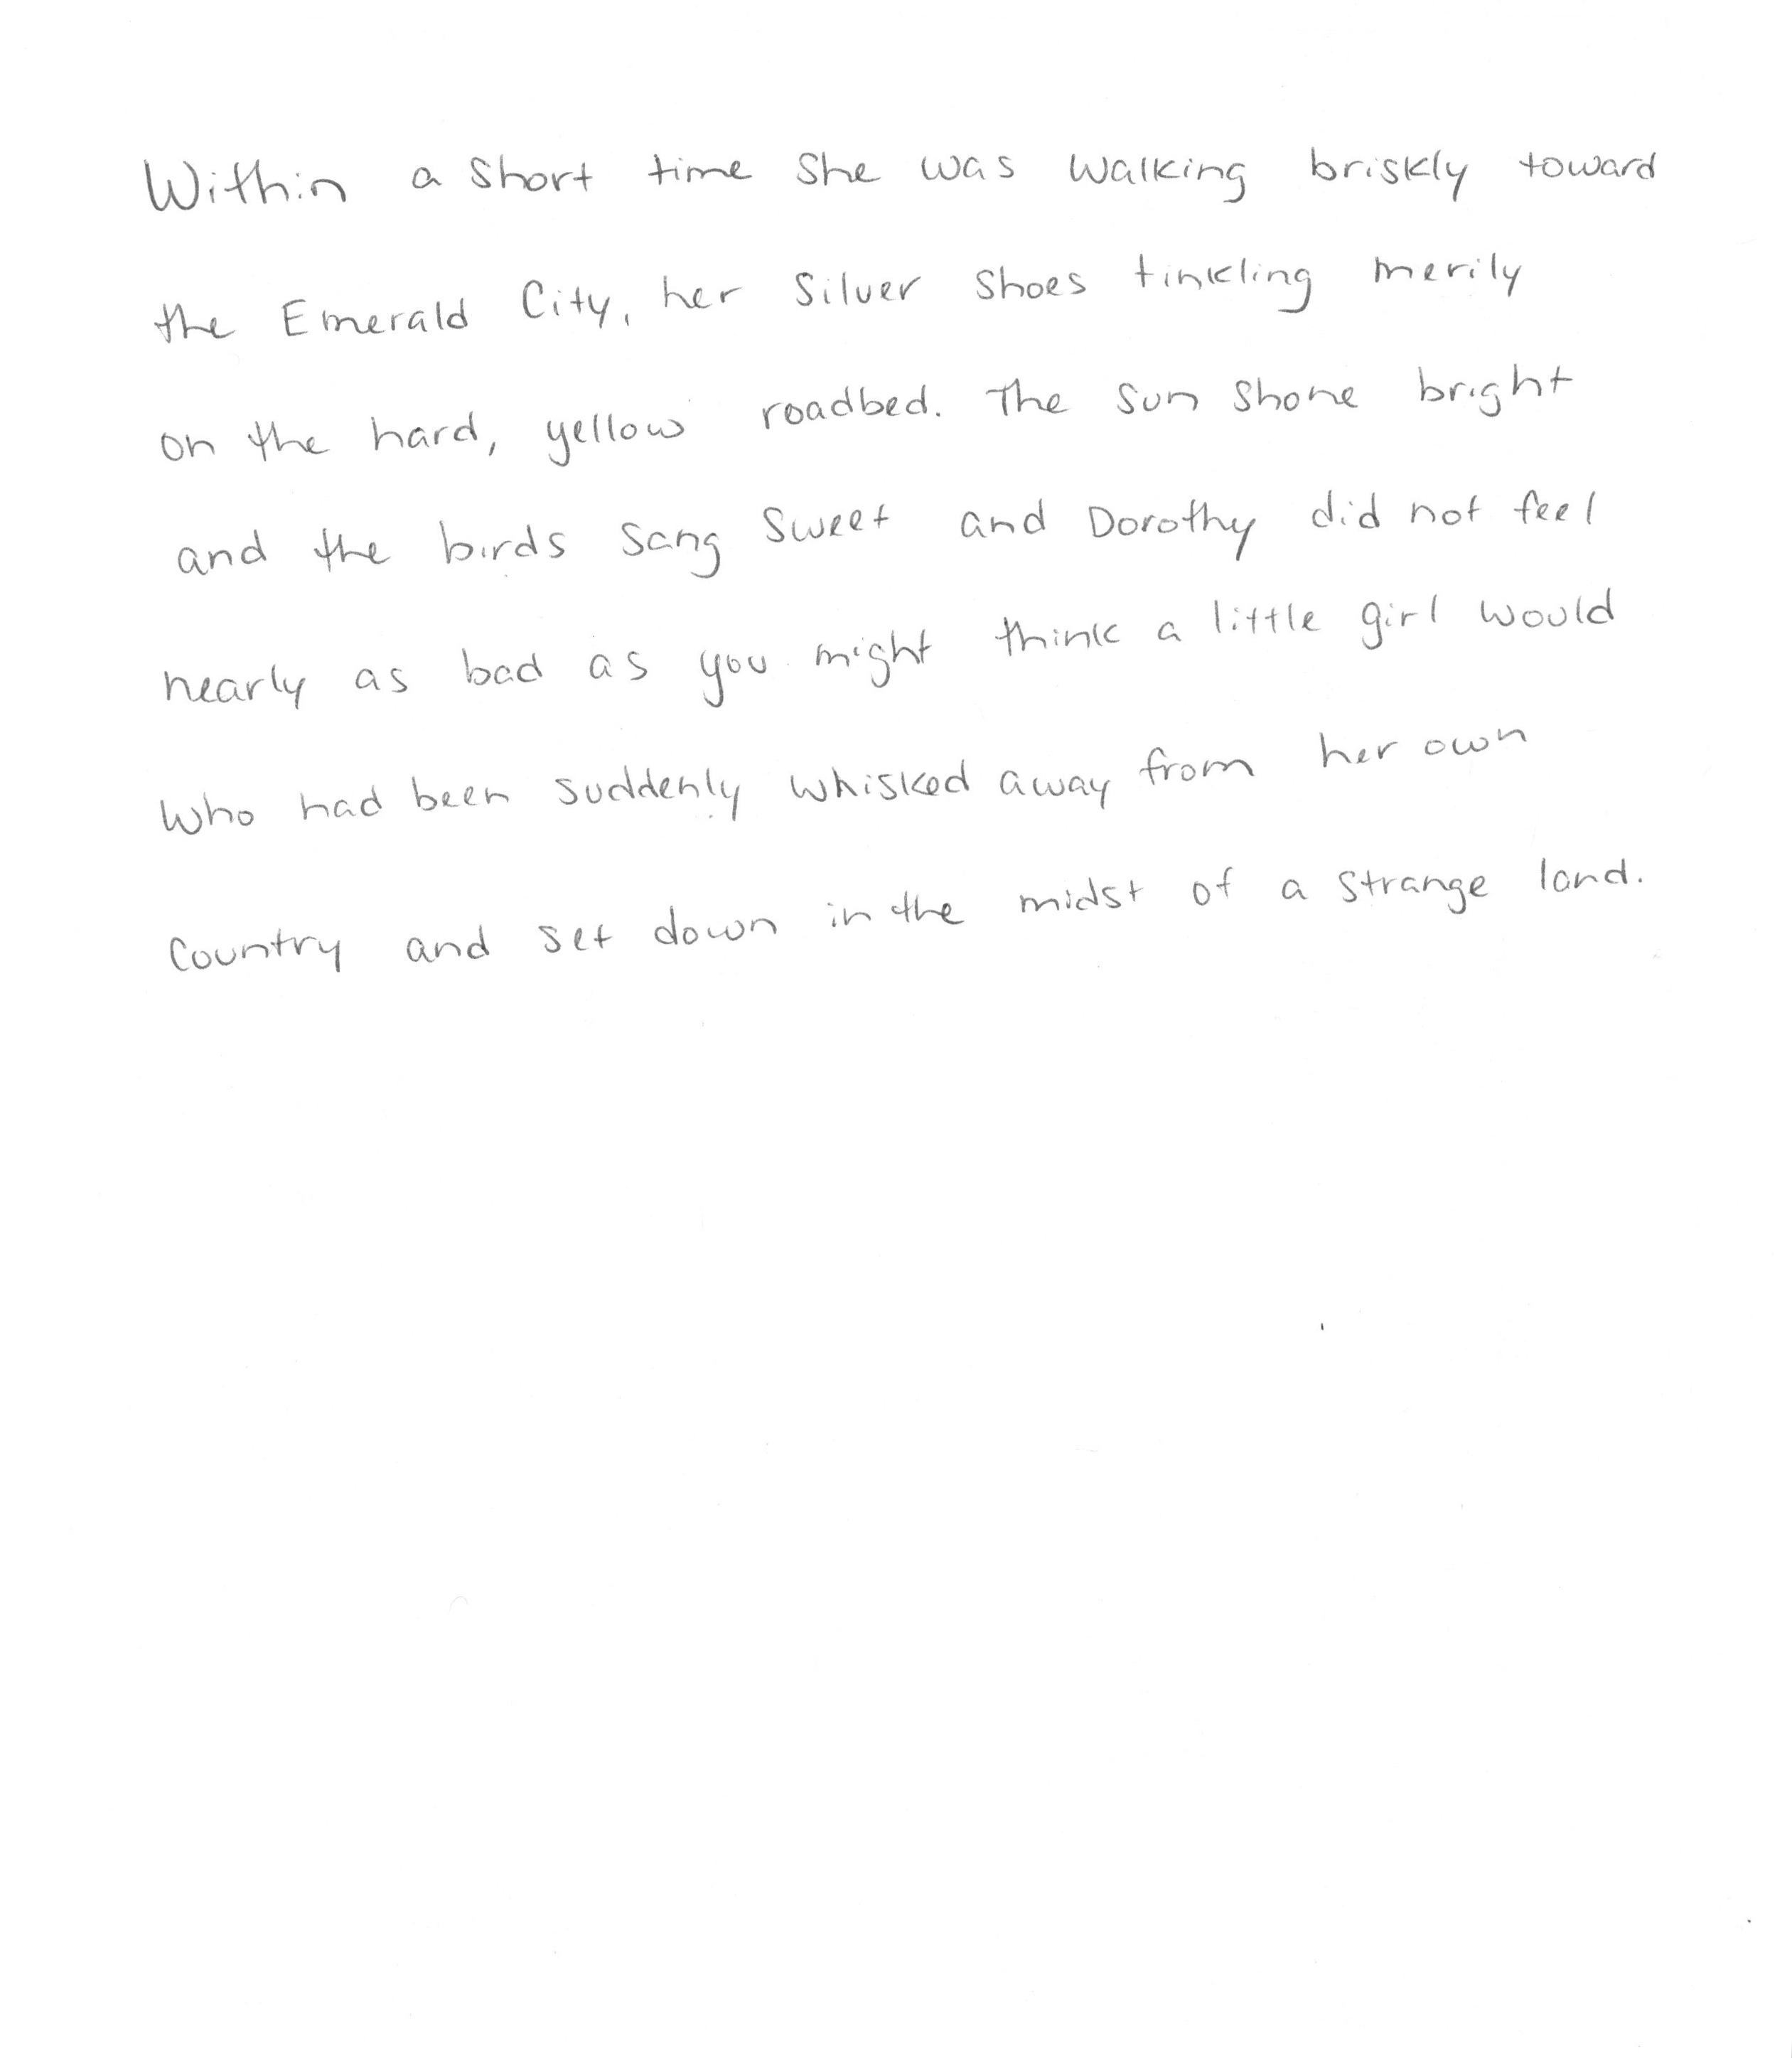 Within a short time she was walking briskly toward
the Emerald City, her Silver Shoes tinkling merily
on the hard, yellow roadbed. The sun shone bright
and the birds sang sweet and Dorothy did not feel
nearly as bad as you might think a little girl would
who had been suddenly whisked away from her own
country and set down in the midst of a strange land.